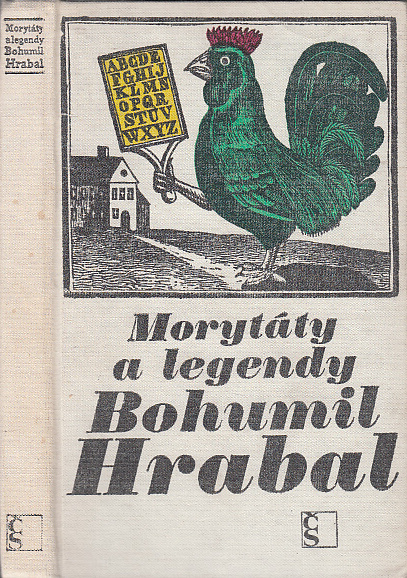 Morytáty
a legendy
Bohumil
Hrabal
ABCDE
FGHIJ
KLMN
OPQR
STUV
WXYZ
Morytáty
a legendy
Bohumil
Hrabal
ČS
ČS